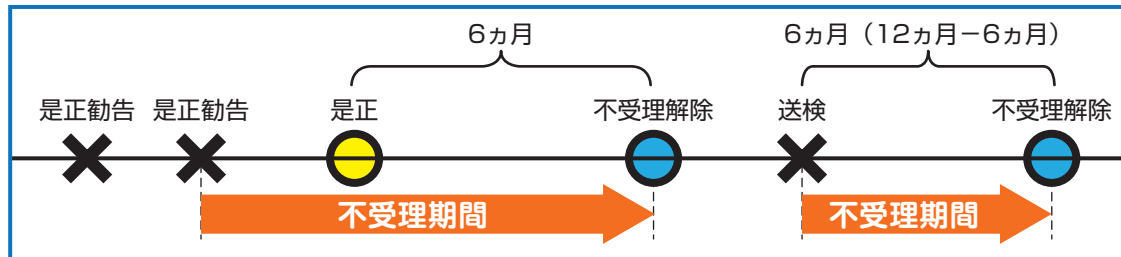 6ヵ月
6ヵ月（12ヵ月－6ヵ月）
是正勧告
是正勧告
是正
不受理解除
送検
不受理解除
不受理期間
不受理期間